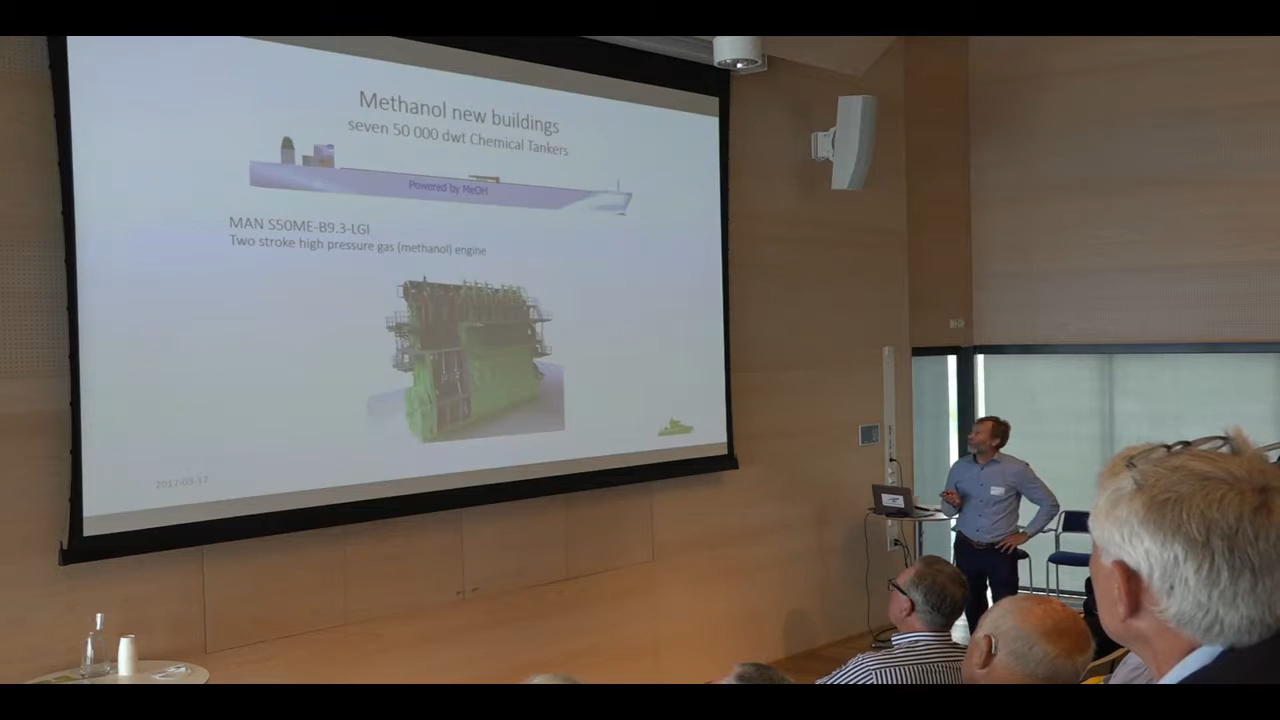 Methanol new buildings
seven 50 000 dwt Chemical Tankers
Powered by MeOH
MAN S50ME-B9.3-LGI
Two stroke high pressure gas (methanol) engine
2017-03-17